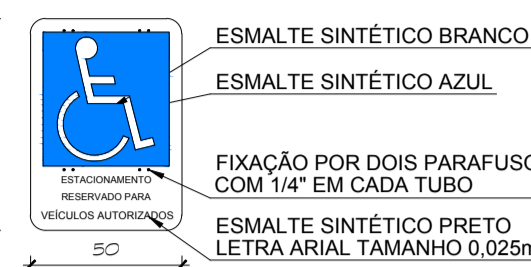 ESMALTE SINTÉTICO BRANCO
ESMALTE SINTÉTICO AZUL
FIXAÇÃO POR DOIS PARAFUSO
COM 1/4" EM CADA TUBO
ESTACIONAMENTO
RESERVADO PARA
VEÍCULOS AUTORIZADOS
ESMALTE SINTÉTICO PRETO
LETRA ARIAL TAMANHO 0,025m
50